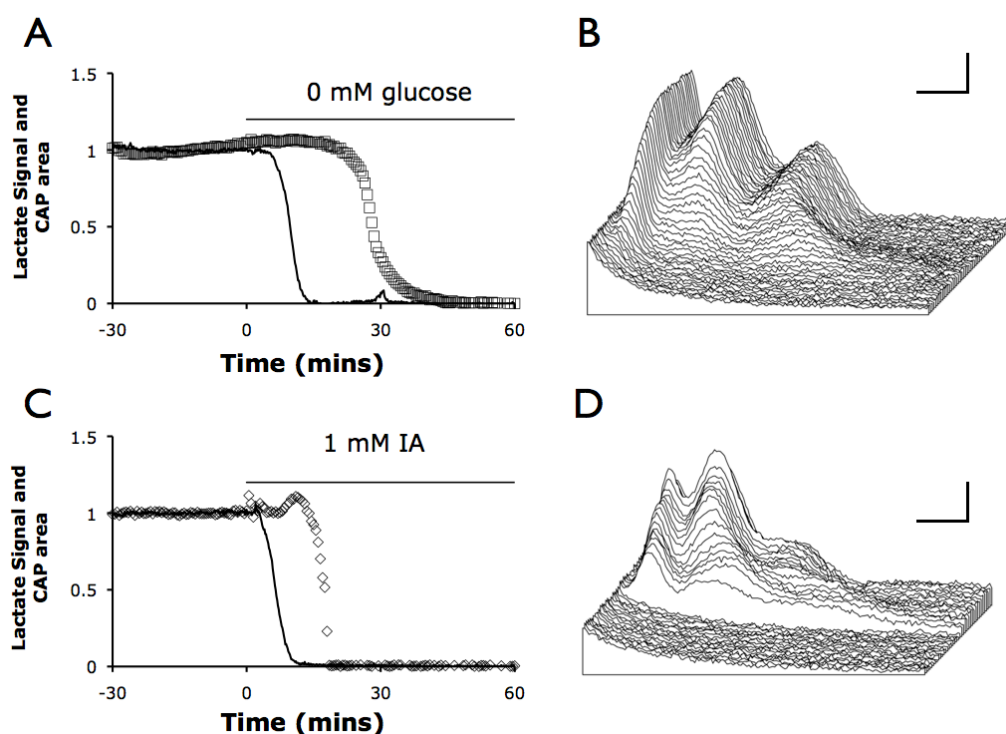 A
B
0 mM glucose
Lactate Signal and
CAP area
1.5
1
0.5
0
-30
0
30
60
Time (mins)
C
D
1 mM IA
Lactate Signal and
CAP area
1.5
1
0.5
0
-30
0
30
60
Time (mins)